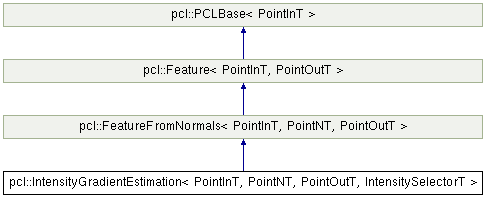 pcl::PCLBase< PointInT >
pcl::Feature< PointInT, PointOutT >
pcl::FeatureFromNormals< PointInT, PointNT, PointOutT >
pcl::IntensityGradientEstimation< PointInT, PointNT, PointOutT, IntensitySelectorT >